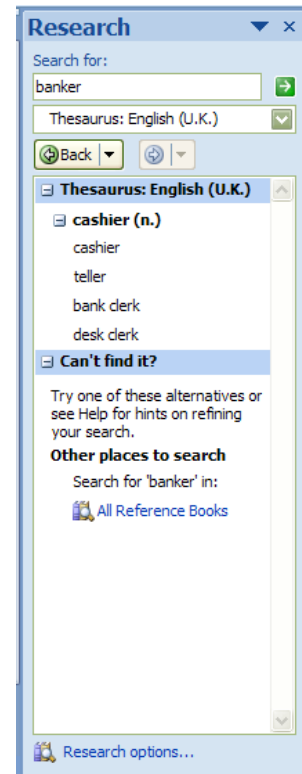 Research
Search for:
banker
Thesaurus: English (U.K.)
Back
Thesaurus: English (U.K.)
cashier (n.)
cashier
teller
bank clerk
desk clerk
Can't find it?
Try one of these alternatives or
see Help for hints on refining
your search.
Other places to search
Search for 'banker' in:
All Reference Books
Research options...